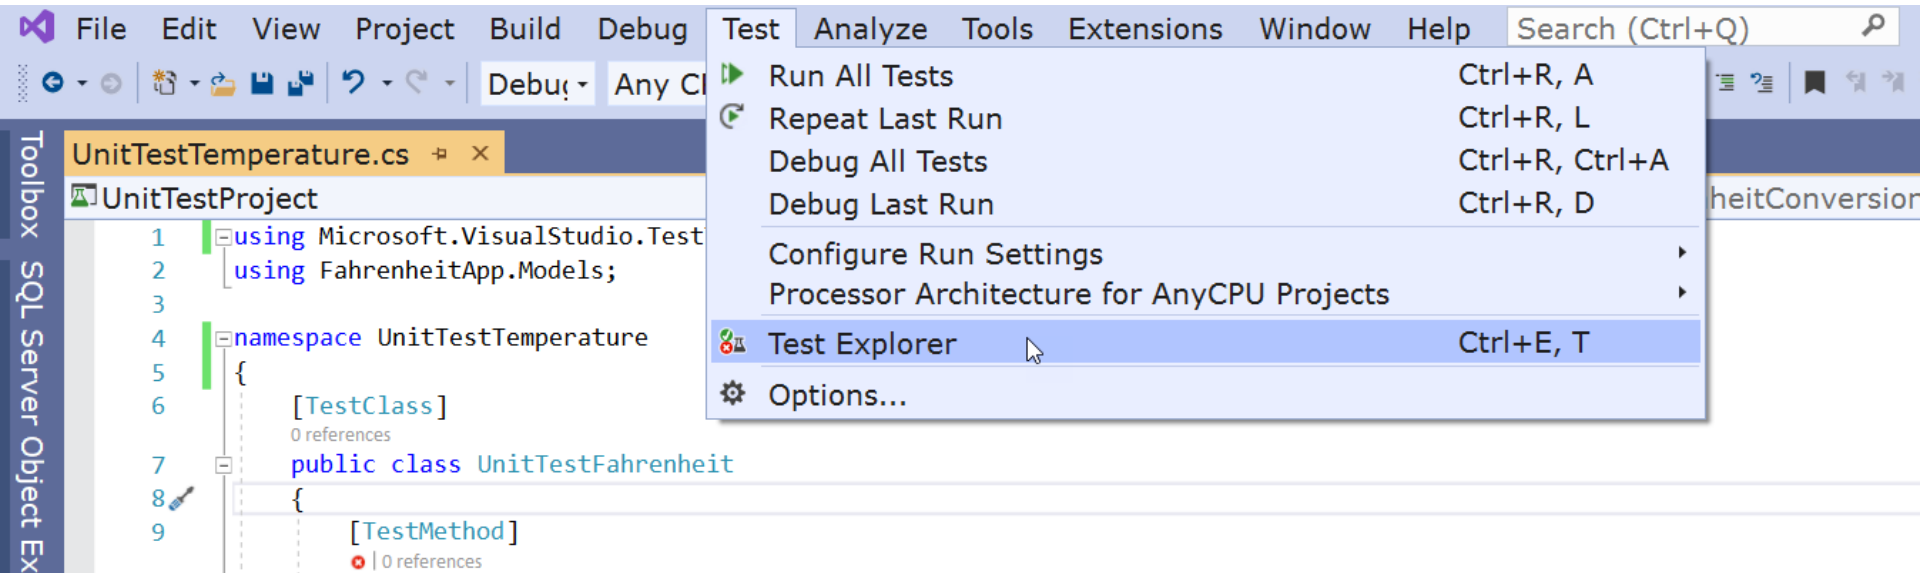 File Edit View Project Build Debug Test Analyze Tools Extensions Window Help Search (Ctrl+Q)
Debug Any
Run All Tests Ctrl+R, A
Repeat Last Run Ctrl+R, L
Debug All Tests Ctrl+R, Ctrl+A
Debug Last Run Ctrl+R, D
Configure Run Settings
Processor Architecture for AnyCPU Projects
Test Explorer Ctrl+E, T
Options...
Toolbox
SQL Server Object Ex
UnitTestTemperature.cs
UnitTestProject
heitConversion
1 using Microsoft.VisualStudio.Test
2 using FahrenheitApp.Models;
3
4 namespace UnitTestTemperature
5 {
6 [TestClass]
0 references
7 public class UnitTestFahrenheit
8 {
9 [TestMethod]
0 references